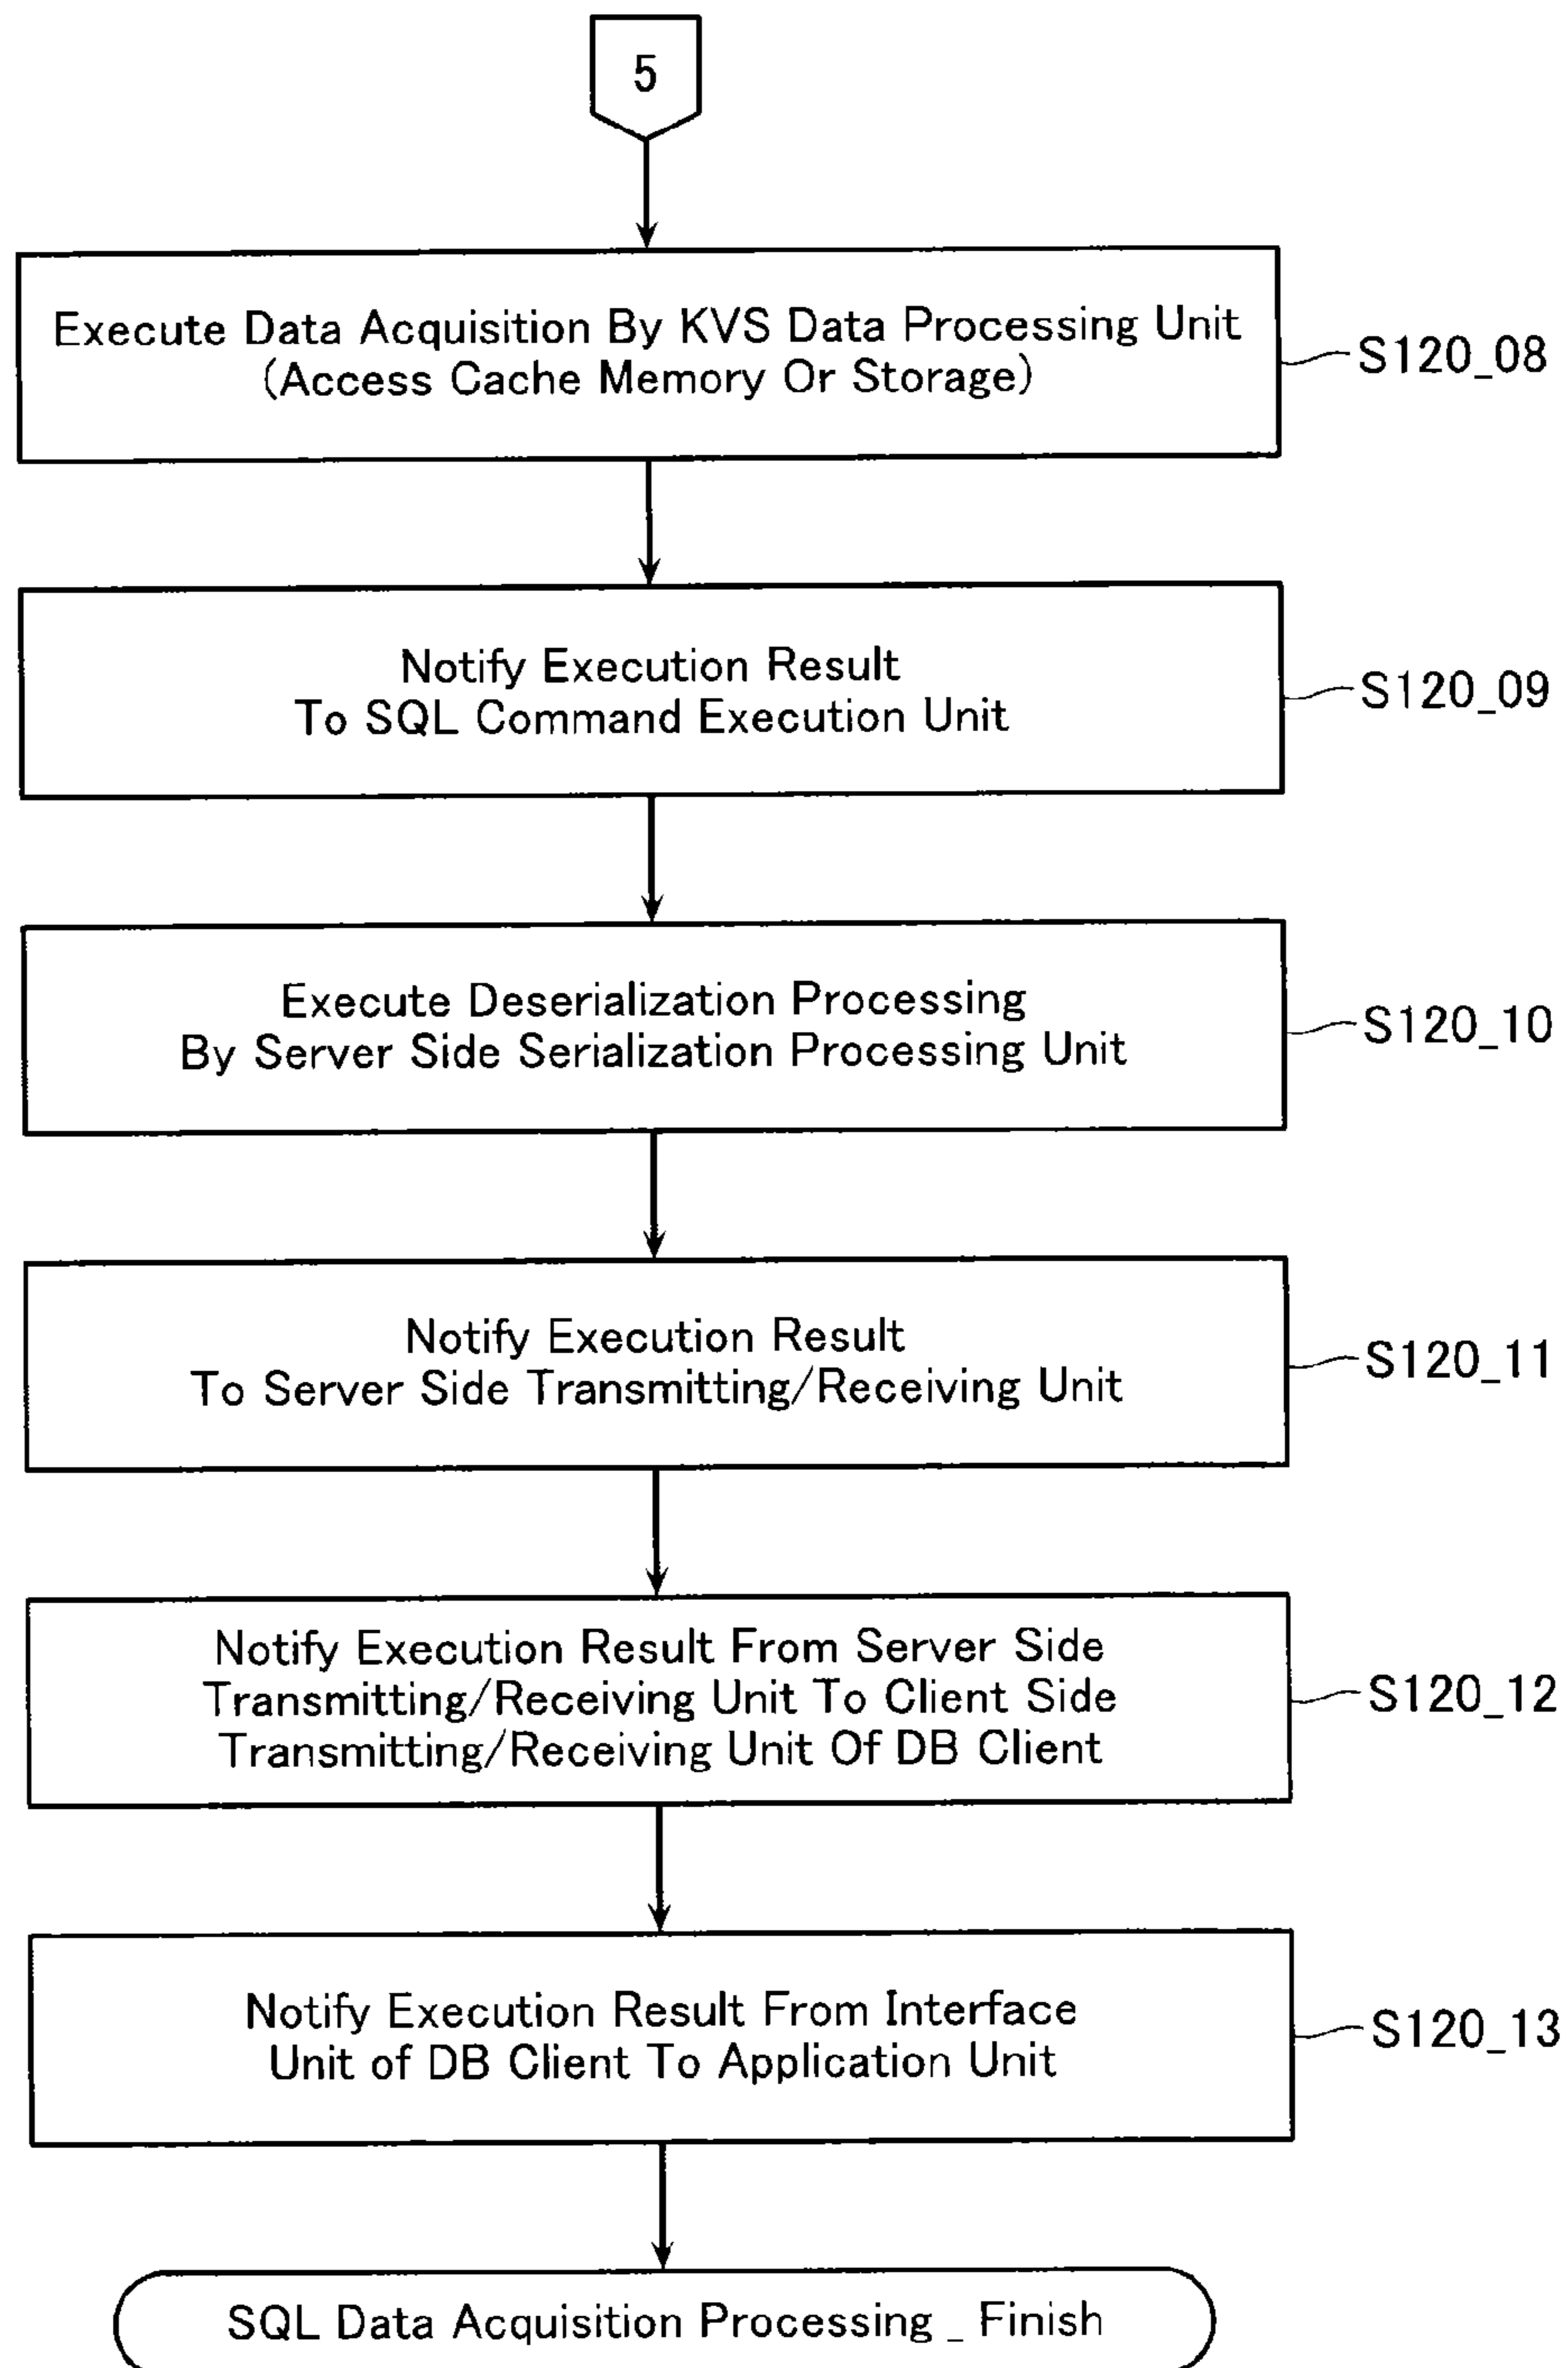 5
Execute Data Acquisition By KVS Data Processing Unit
(Access Cache Memory Or Storage)
S120_08
Notify Execution Result
To SQL Command Execution Unit
S120_09
Execute Deserialization Processing
By Server Side Serialization Processing Unit
S120_10
Notify Execution Result
To Server Side Transmitting/Receiving Unit
S120_11
Notify Execution Result From Server Side
Transmitting/Receiving Unit To Client Side
Transmitting/Receiving Unit Of DB Client
S120_12
Notify Execution Result From Interface
Unit of DB Client To Application Unit
S120_13
SQL Data Acquisition Processing _ Finish